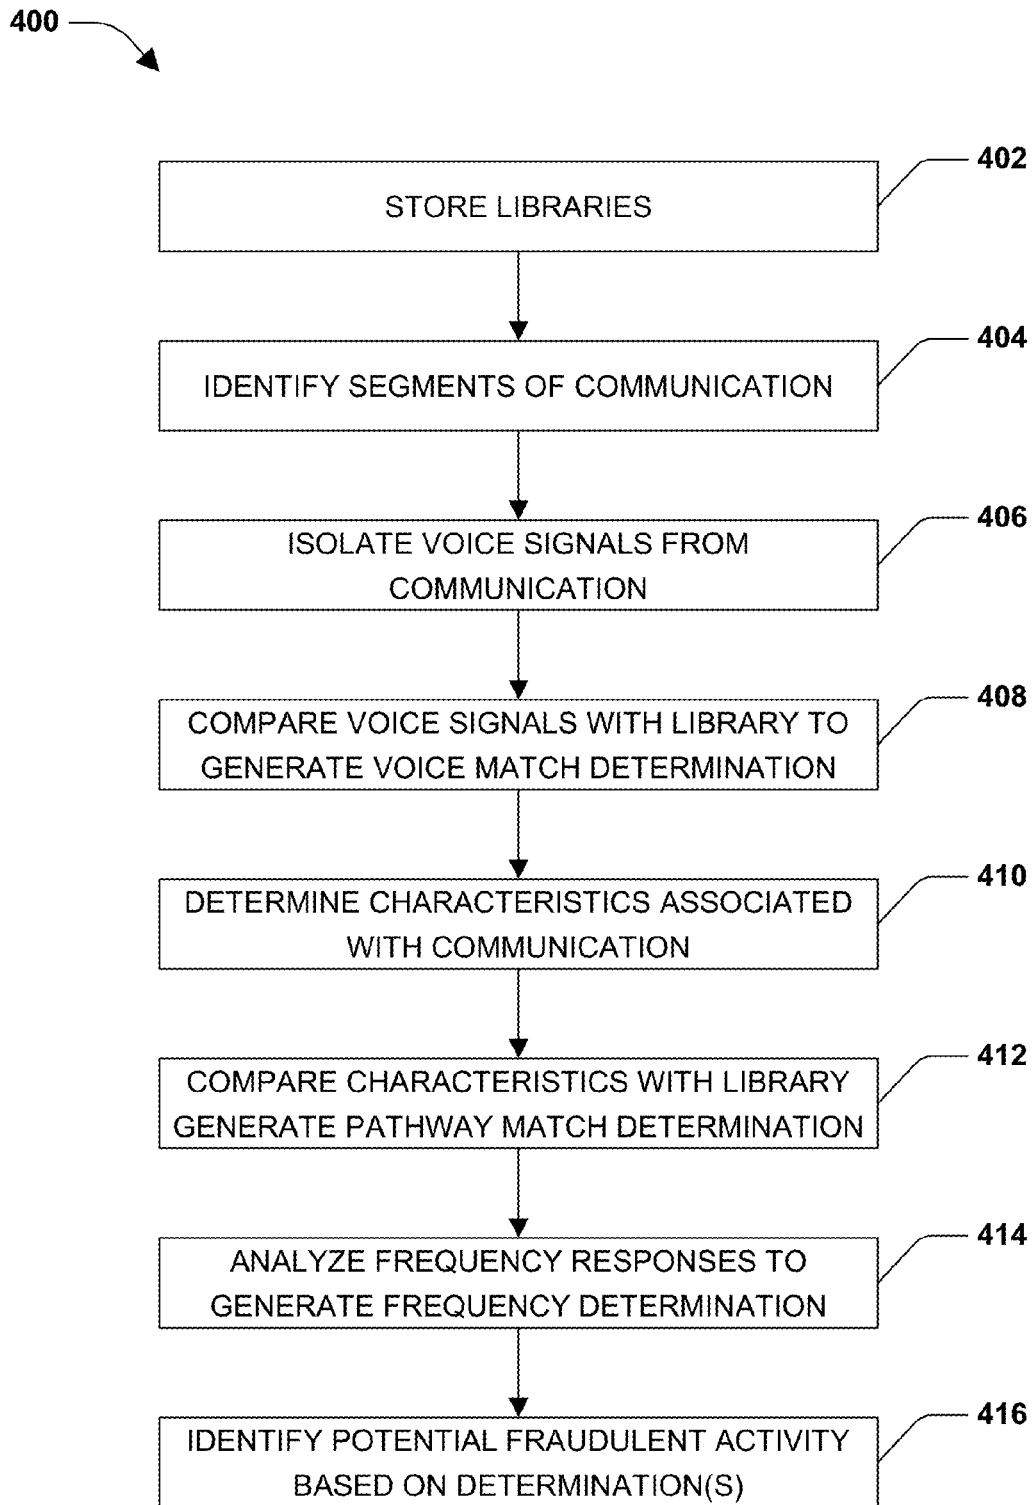 400
402
STORE LIBRARIES
404
IDENTIFY SEGMENTS OF COMMUNICATION
406
ISOLATE VOICE SIGNALS FROM
COMMUNICATION
408
COMPARE VOICE SIGNALS WITH LIBRARY TO
GENERATE VOICE MATCH DETERMINATION
410
DETERMINE CHARACTERISTICS ASSOCIATED
WITH COMMUNICATION
412
COMPARE CHARACTERISTICS WITH LIBRARY
GENERATE PATHWAY MATCH DETERMINATION
414
ANALYZE FREQUENCY RESPONSES TO
GENERATE FREQUENCY DETERMINATION
416
IDENTIFY POTENTIAL FRAUDULENT ACTIVITY
BASED ON DETERMINATION(S)